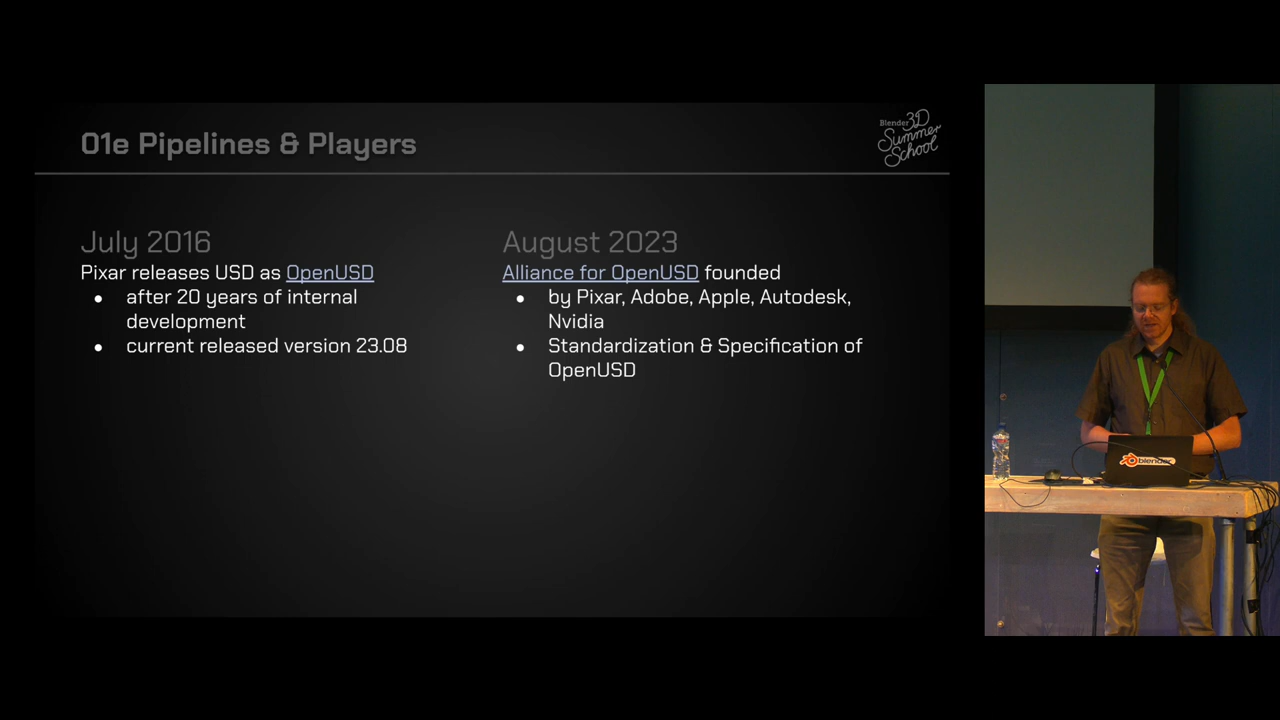 01e Pipelines & Players
Blender 3D
Summer
School
July 2016
Pixar releases USD as OpenUSD
● after 20 years of internal
development
● current released version 23.08
August 2023
Alliance for OpenUSD founded
● by Pixar, Adobe, Apple, Autodesk,
Nvidia
● Standardization & Specification of
OpenUSD
blender